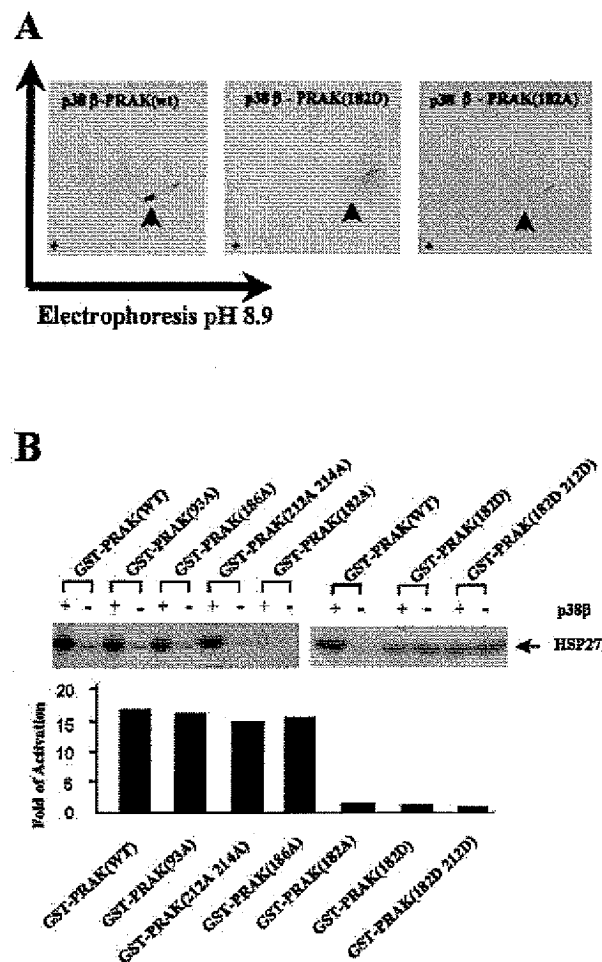 A
p38 β-PRAK(wt)
p38 β - PRAK(182D)
p38 β - PRAK(182A)
+
+
+
Electrophoresis pH 8.9
B
GST-PRAK(WT)
GST-PRAK(93A)
GST-PRAK(186A)
GST-PRAK(212A 214A)
GST-PRAK(182A)
GST-PRAK(WT)
GST-PRAK(182D)
GST-PRAK(182D 212D)
+ - + - + - + - + - + - + - + - p38β
HSP27
Fold of Activation
20
15
10
5
0
GST-PRAK(WT)
GST-PRAK(93A)
GST-PRAK(212A 214A)
GST-PRAK(186A)
GST-PRAK(182A)
GST-PRAK(182D)
GST-PRAK(182D 212D)